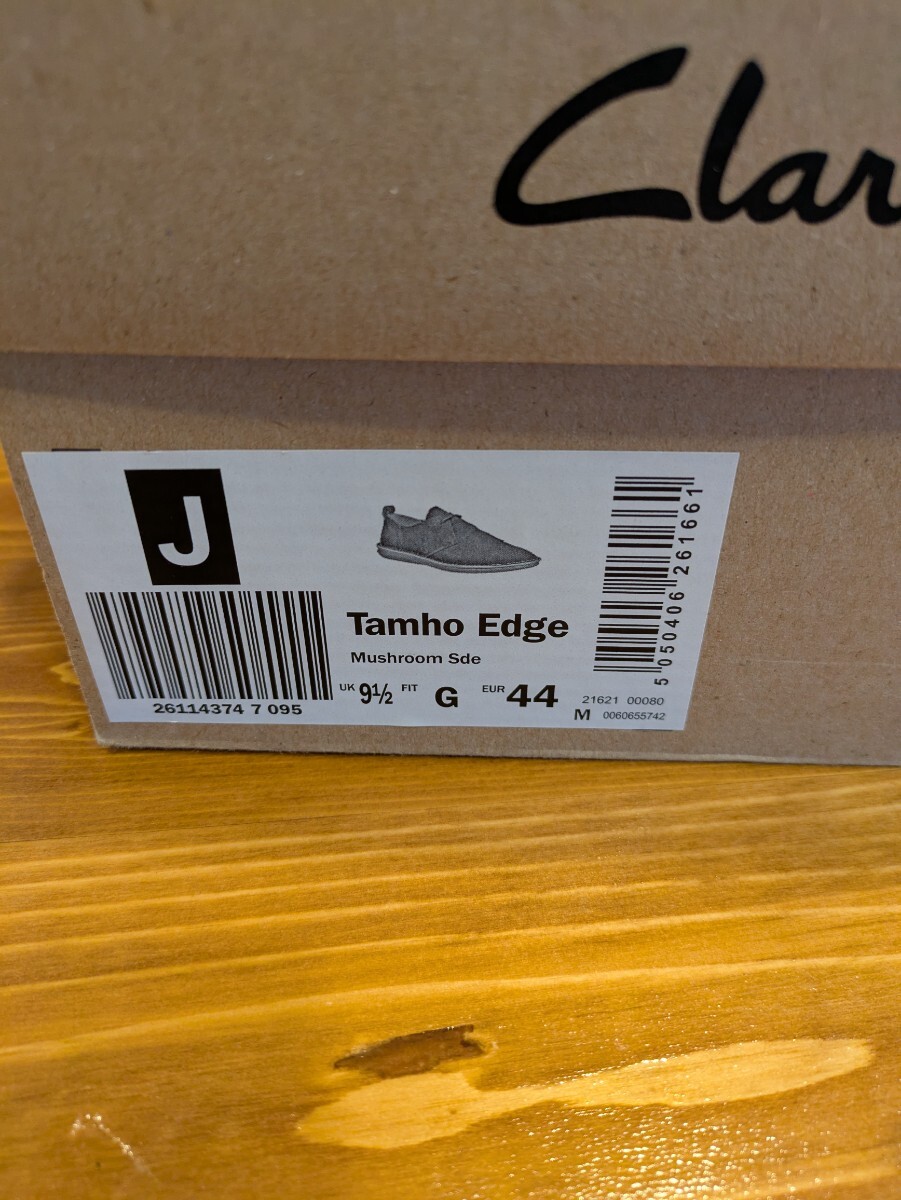 Clar
J
26114374 7 095
Tamho Edge
Mushroom Sde
UK 9½ FIT G EUR 44
5 050406 261661
21621 00080
M 0060655742